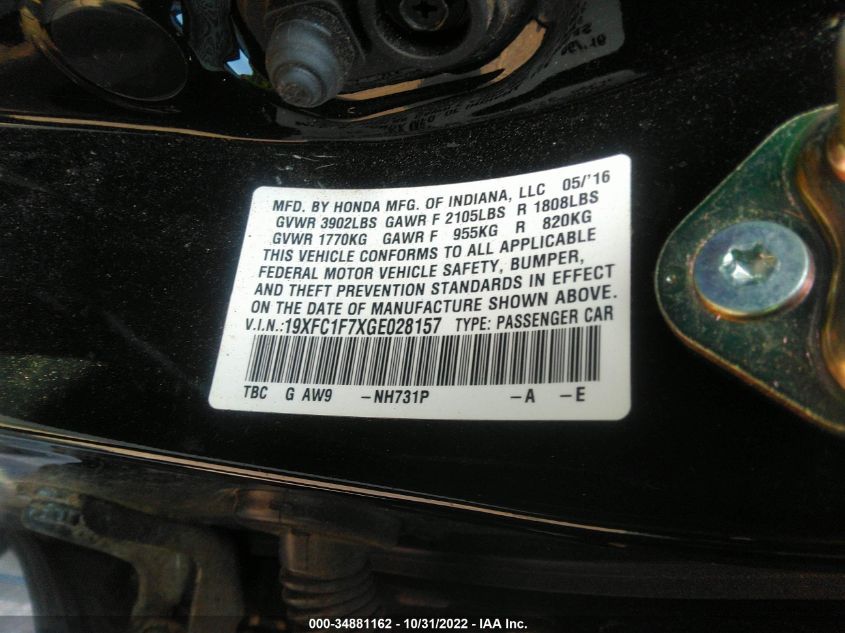 MFD. BY HONDA MFG. OF INDIANA, LLC 05/'16
GVWR 3902LBS GAWR F 2105LBS R 1808LBS
GVWR 1770KG GAWR F 955KG R 820KG
THIS VEHICLE CONFORMS TO ALL APPLICABLE
FEDERAL MOTOR VEHICLE SAFETY, BUMPER,
AND THEFT PREVENTION STANDARDS IN EFFECT
ON THE DATE OF MANUFACTURE SHOWN ABOVE.
V.I.N.:19XFC1F7XGE028157 TYPE: PASSENGER CAR
TBC G AW9 -NH731P -A -E
000-34881162 - 10/31/2022 - IAA Inc.